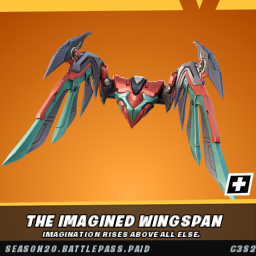 THE IMAGINED WINGSPAN
IMAGINATION RISES ABOVE ALL ELSE.
SEASON20.BATTLEPASS.PAID C3S2